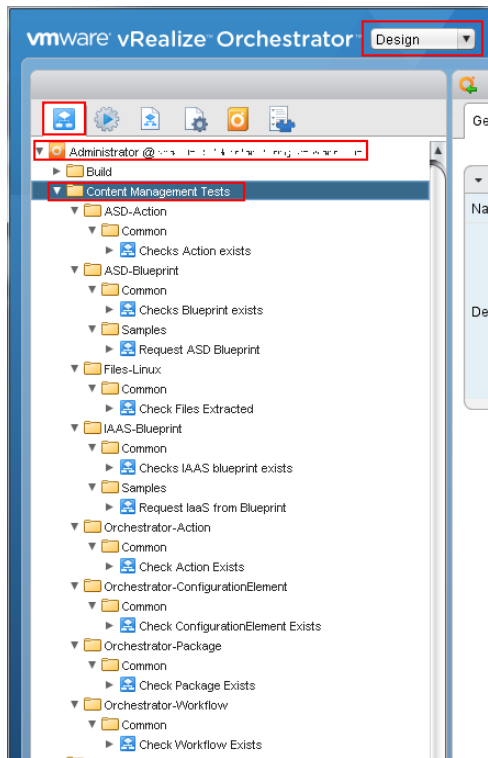 vmware vRealize™ Orchestrator™ Design
Ge
Administrator @
Build
Content Management Tests
Na
ASD-Action
Common
Checks Action exists
ASD-Blueprint
Common
Checks Blueprint exists
De
Samples
Request ASD Blueprint
Files-Linux
Common
Check Files Extracted
IAAS-Blueprint
Common
Checks IAAS blueprint exists
Samples
Request IaaS from Blueprint
Orchestrator-Action
Common
Check Action Exists
Orchestrator-ConfigurationElement
Common
Check ConfigurationElement Exists
Orchestrator-Package
Common
Check Package Exists
Orchestrator-Workflow
Common
Check Workflow Exists